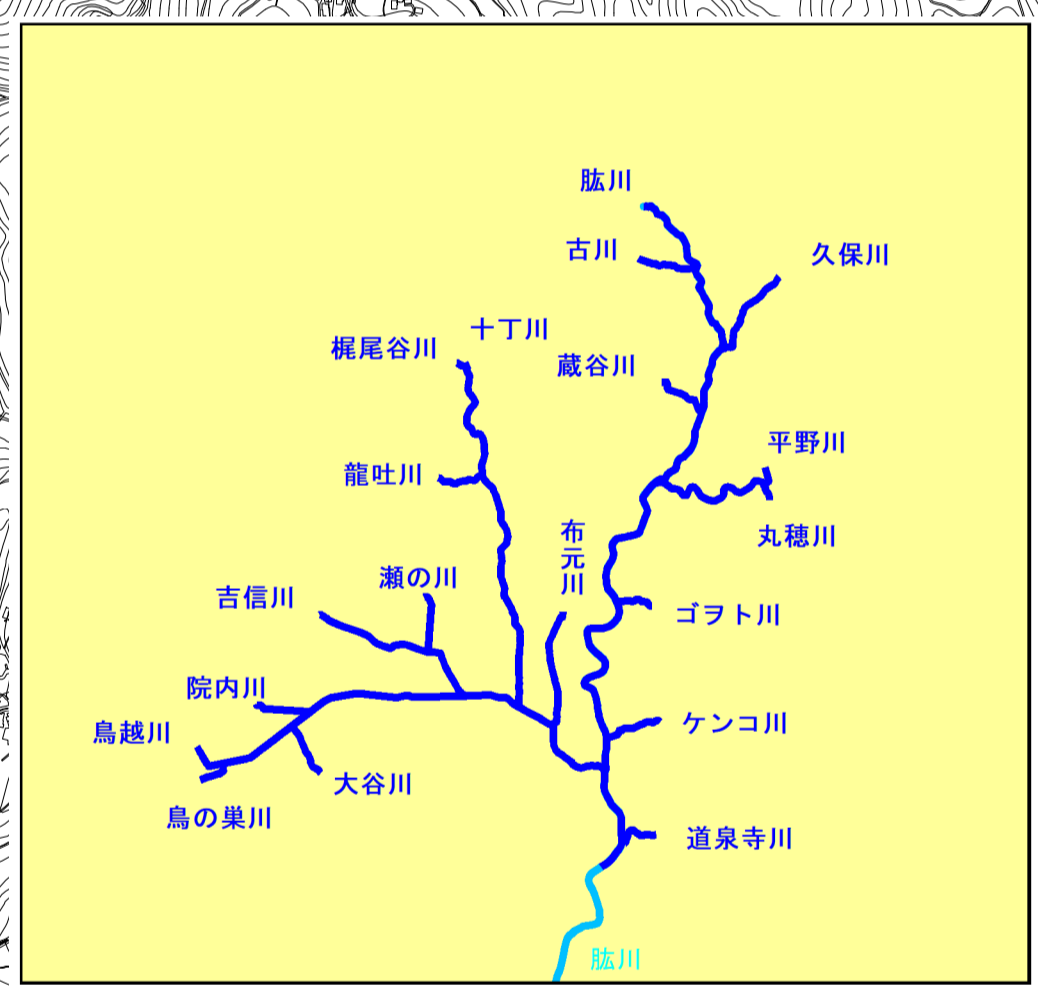 肱川
古川
久保川
十丁川
梶尾谷川
蔵谷川
平野川
龍吐川
布元川
丸穂川
瀬の川
吉信川
ゴヲト川
院内川
ケンコ川
鳥越川
大谷川
鳥の巣川
道泉寺川
肱川